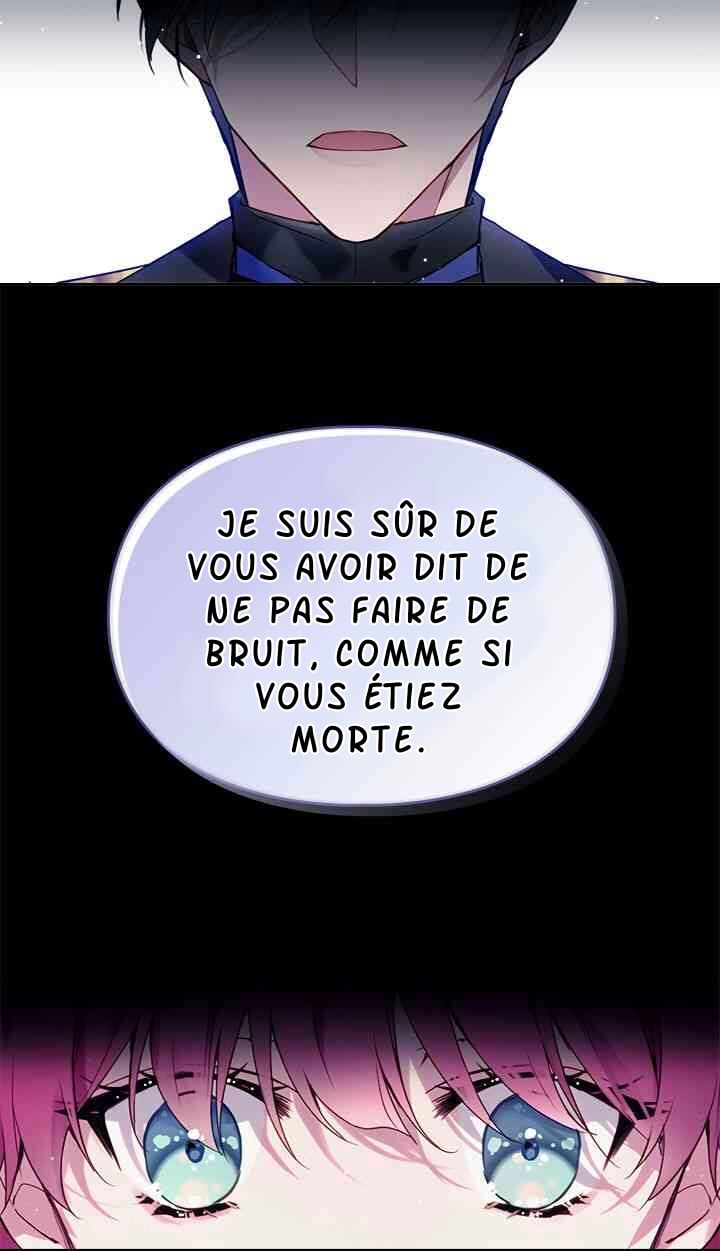 JE SUIS SÛR DE
VOUS AVOIR DIT DE
NE PAS FAIRE DE
BRUIT, COMME SI
VOUS ÉTIEZ
MORTE.